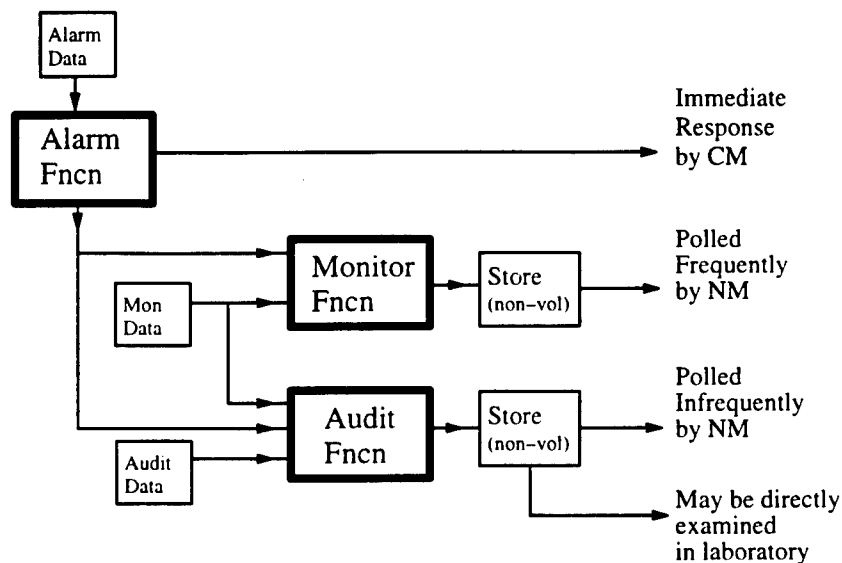 Alarm
Data
Alarm
Fncn
Immediate
Response
by CM
Monitor
Fncn
Store
(non-vol)
Polled
Frequently
by NM
Mon
Data
Audit
Fncn
Store
(non-vol)
Polled
Infrequently
by NM
Audit
Data
May be directly
examined
in laboratory